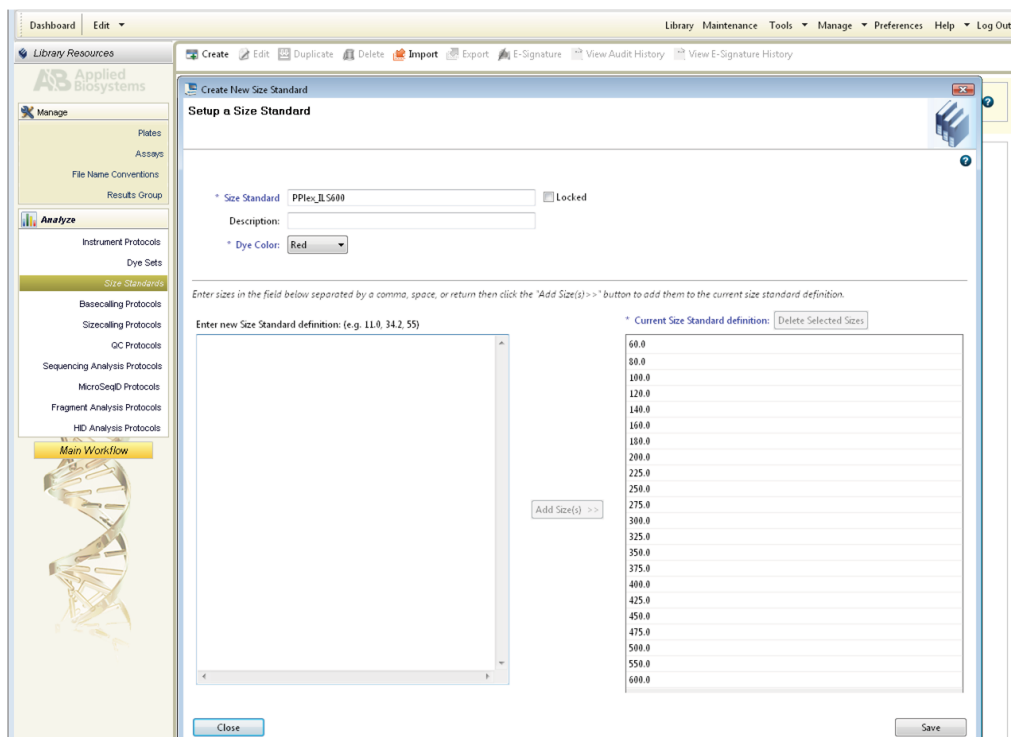 Dashboard Edit Library Maintenance Tools Manage Preferences Help Log Out
Library Resources
Create Edit Duplicate Delete Import Export E-Signature View Audit History View E-Signature History
AB Applied
Biosystems
Manage
Plates
Assays
File Name Conventions
Results Group
Analyze
Instrument Protocols
Dye Sets
Size Standards
Basecalling Protocols
Sizecalling Protocols
QC Protocols
Sequencing Analysis Protocols
MicroSeqID Protocols
Fragment Analysis Protocols
HID Analysis Protocols
Main Workflow
Create New Size Standard
Setup a Size Standard
* Size Standard PPlex_ILS600 Locked
Description:
* Dye Color: Red
Enter sizes in the field below separated by a comma, space, or return then click the "Add Size(s)>>" button to add them to the current size standard definition.
Enter new Size Standard definition: (e.g. 11.0, 34.2, 55)
Add Size(s) >>
* Current Size Standard definition: Delete Selected Sizes
60.0
80.0
100.0
120.0
140.0
160.0
180.0
200.0
225.0
250.0
275.0
300.0
325.0
350.0
375.0
400.0
425.0
450.0
475.0
500.0
550.0
600.0
Close Save